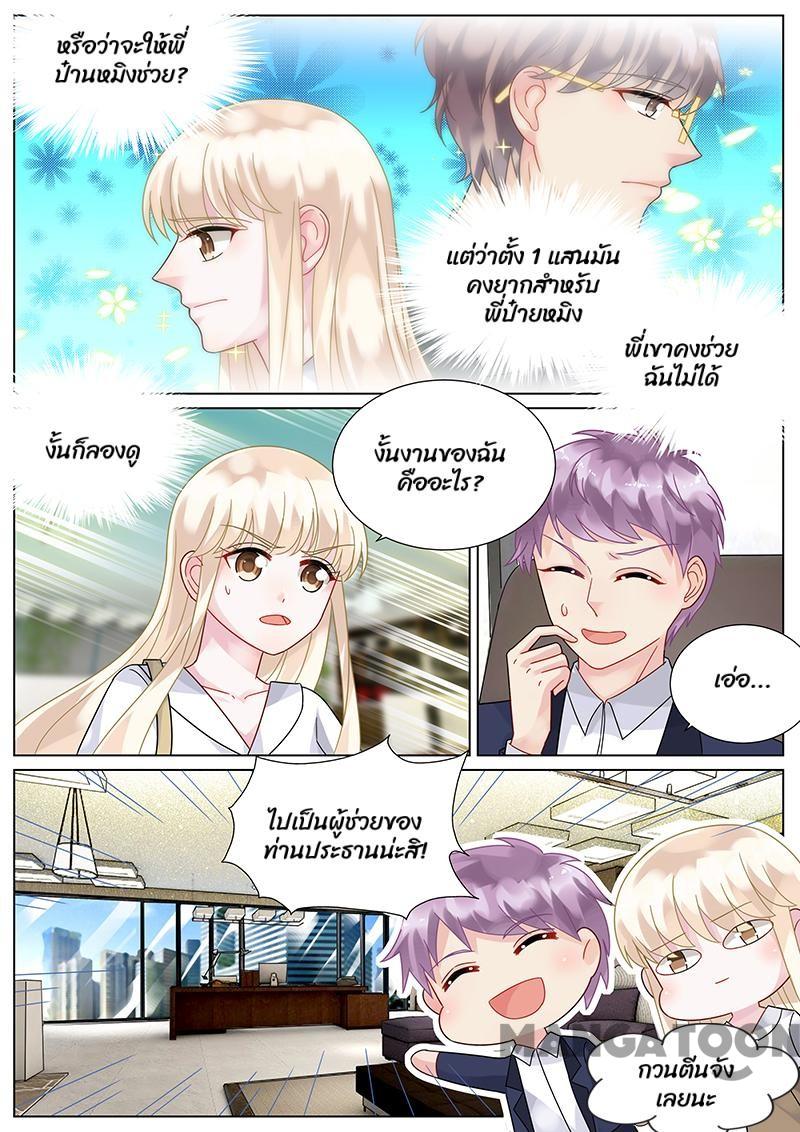 หรือว่าจะให้พี่
ป๋านหมิงช่วย?
แต่ว่าตั้ง 1 แสนมัน
คงยากสำหรับ
พี่ป๋ายหมิง
พี่เขาคงช่วย
ฉันไม่ได้
งั้นก็ลองดู
งั้นงานของฉัน
คืออะไร?
เอ่อ...
ไปเป็นผู้ช่วยของ
ท่านประธานน่ะสิ!
MANGATOON
กวนตีนจัง
เลยนะ